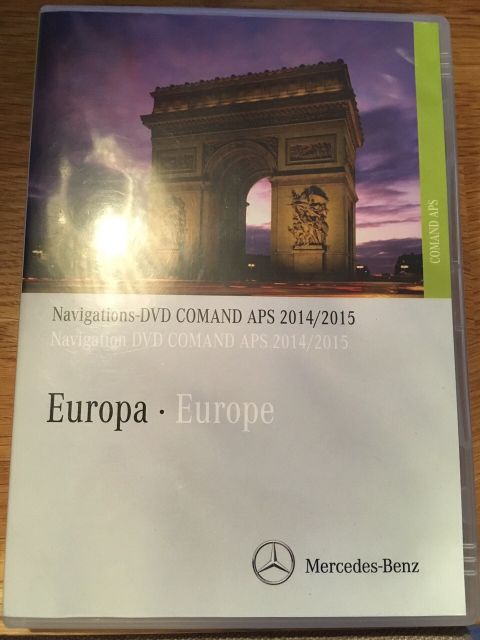 COMAND APS
Navigations-DVD COMAND APS 2014/2015
Navigation DVD COMAND APS 2014/2015
Europa · Europe
Mercedes-Benz